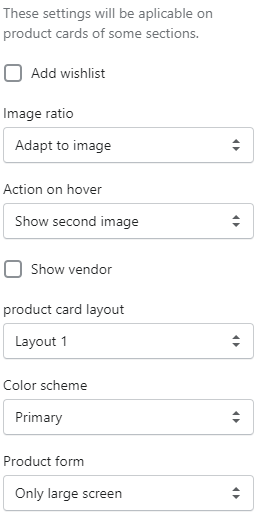 These settings will be aplicable on
product cards of some sections.
Add wishlist
Image ratio
Adapt to image
Action on hover
Show second image
Show vendor
product card layout
Layout 1
Color scheme
Primary
Product form
Only large screen